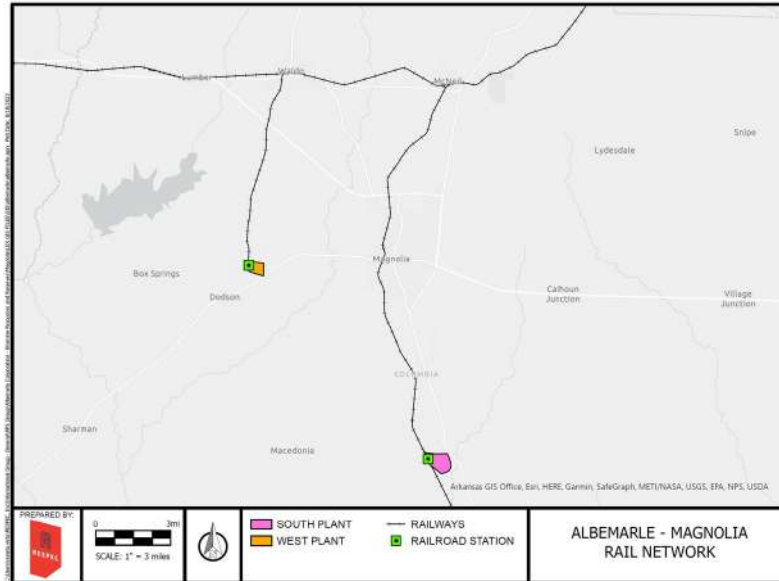 Waldo
Lumber
McNeil
Snipe
Lydesdale
Magnolia
Box Springs
Dodson
Calhoun
Junction
Village
Junction
COLUMBIA
Sharman
Macedonia
Arkansas GIS Office, Esri, HERE, Garmin, SafeGraph, METI/NASA, USGS, EPA, NPS, USDA
PREPARED BY:
RESPEC
0 3mi
SCALE: 1" = 3 miles
SOUTH PLANT
WEST PLANT
RAILWAYS
RAILROAD STATION
ALBEMARLE - MAGNOLIA
RAIL NETWORK